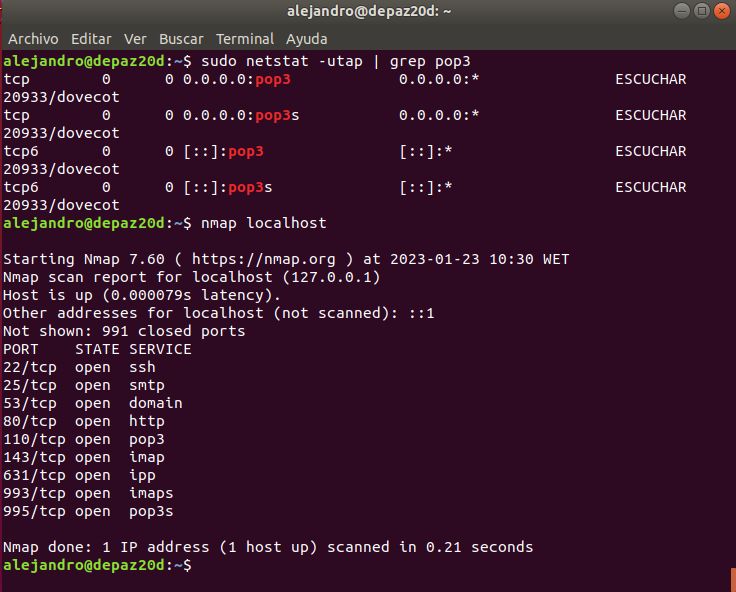 alejandro@depaz20d: ~
Archivo Editar Ver Buscar Terminal Ayuda
alejandro@depaz20d:~$ sudo netstat -utap | grep pop3
tcp        0      0 0.0.0.0:pop3            0.0.0.0:*               ESCUCHAR
20933/dovecot
tcp        0      0 0.0.0.0:pop3s           0.0.0.0:*               ESCUCHAR
20933/dovecot
tcp6       0      0 [::]:pop3               [::]:*                  ESCUCHAR
20933/dovecot
tcp6       0      0 [::]:pop3s              [::]:*                  ESCUCHAR
20933/dovecot
alejandro@depaz20d:~$ nmap localhost
Starting Nmap 7.60 ( https://nmap.org ) at 2023-01-23 10:30 WET
Nmap scan report for localhost (127.0.0.1)
Host is up (0.000079s latency).
Other addresses for localhost (not scanned): ::1
Not shown: 991 closed ports
PORT    STATE SERVICE
22/tcp  open  ssh
25/tcp  open  smtp
53/tcp  open  domain
80/tcp  open  http
110/tcp open  pop3
143/tcp open  imap
631/tcp open  ipp
993/tcp open  imaps
995/tcp open  pop3s
Nmap done: 1 IP address (1 host up) scanned in 0.21 seconds
alejandro@depaz20d:~$